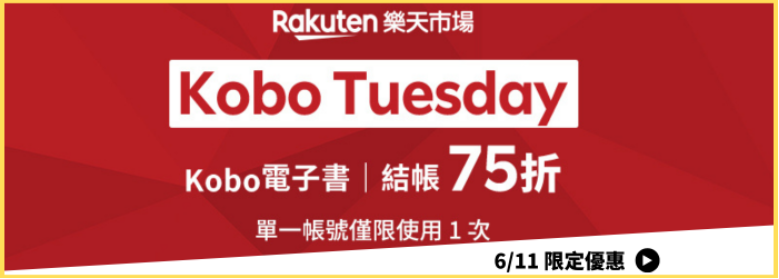 Rakuten 樂天市場
Kobo Tuesday
Kobo電子書｜結帳 75折
單一帳號僅限使用 1 次
6/11 限定優惠